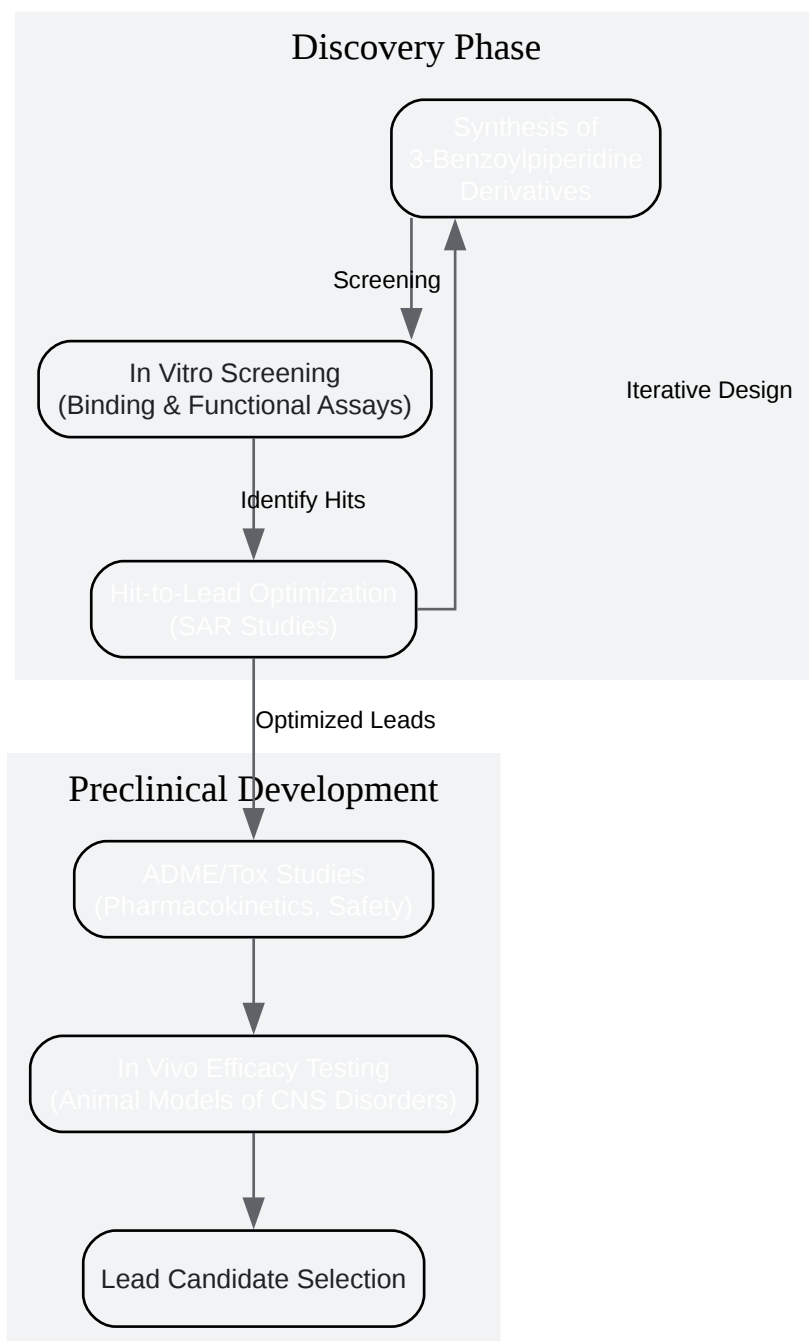 Discovery Phase
Synthesis of
3-Benzoylpiperidine
Derivatives
Screening
In Vitro Screening
(Binding & Functional Assays)
Iterative Design
Identify Hits
Hit-to-Lead Optimization
(SAR Studies)
Optimized Leads
Preclinical Development
ADME/Tox Studies
(Pharmacokinetics, Safety)
In Vivo Efficacy Testing
(Animal Models of CNS Disorders)
Lead Candidate Selection